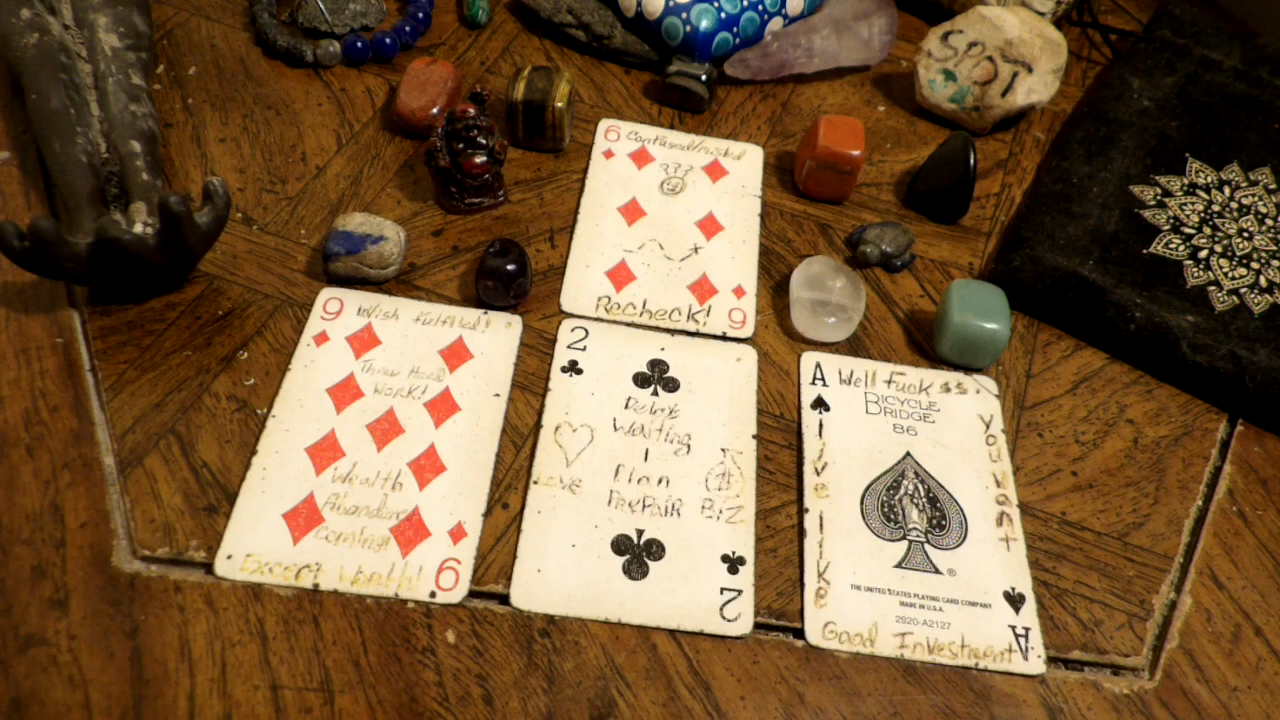 SPOT
6 Confused/misled
???
x
Recheck!
6
9 Wish fulfilled!
Threw Hard
WORK!
Wealth
Abundance
Coming!
Expect Wealth!
9
2
Delays
Waiting
Love
Plan
PrePAIR BiZ
2
A Well fuck $$.
BICYCLE
BRIDGE
86
live like
you want
®
THE UNITED STATES PLAYING CARD COMPANY
MADE IN U.S.A.
2920-A2127
Good Investment
A